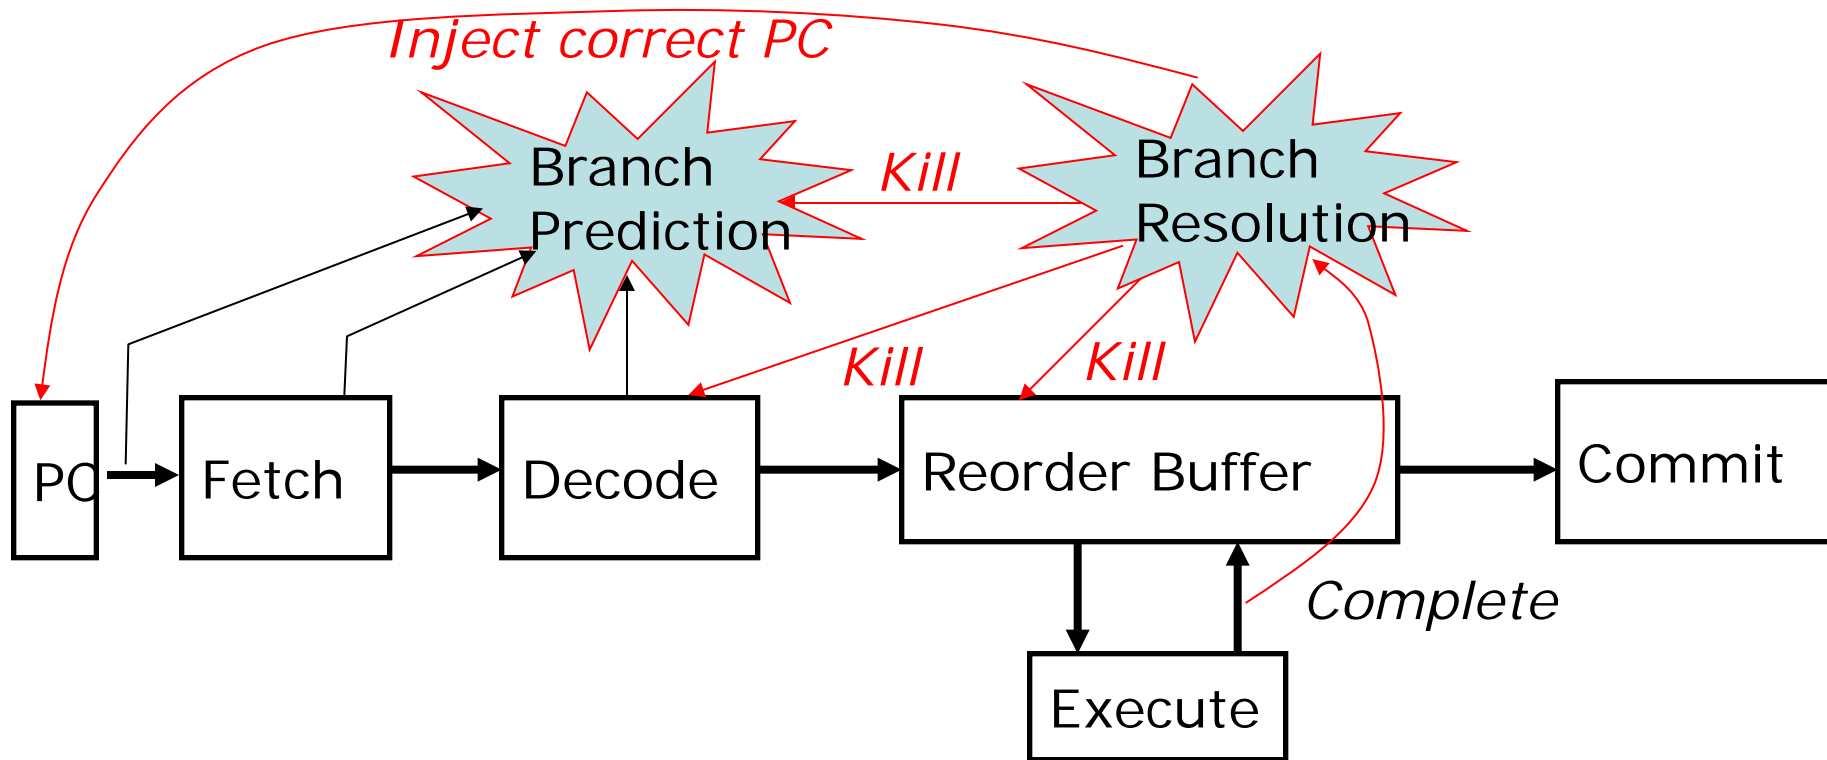 Inject correct PC
Branch
Prediction
Kill
Branch
Resolution
Kill
Kill
PC
Fetch
Decode
Reorder Buffer
Commit
Complete
Execute